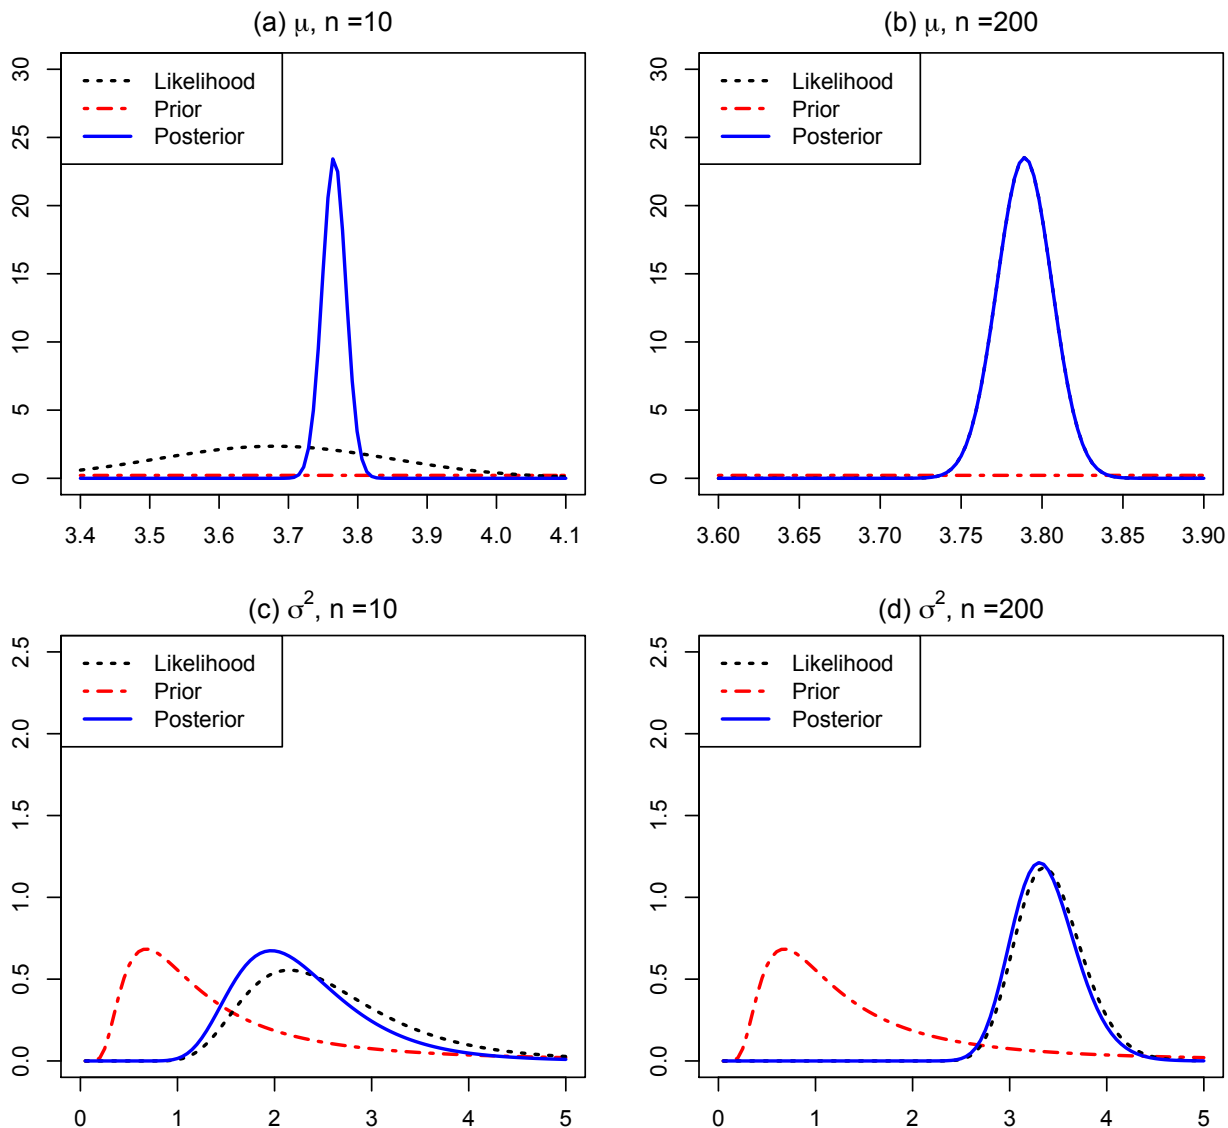 (a) μ, n =10
30
25
20
15
10
5
0
Likelihood
Prior
Posterior
3.4 3.5 3.6 3.7 3.8 3.9 4.0 4.1
(b) μ, n =200
30
25
20
15
10
5
0
Likelihood
Prior
Posterior
3.60 3.65 3.70 3.75 3.80 3.85 3.90
(c) σ², n =10
2.5
2.0
1.5
1.0
0.5
0.0
Likelihood
Prior
Posterior
0 1 2 3 4 5
(d) σ², n =200
2.5
2.0
1.5
1.0
0.5
0.0
Likelihood
Prior
Posterior
0 1 2 3 4 5